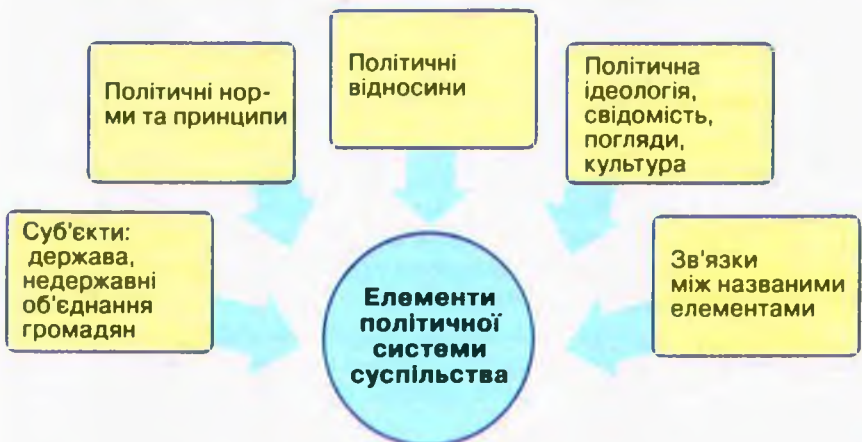 Суб'єкти:
держава,
недержавні
об'єднання
громадян
Політичні нор-
ми та принципи
Політичні
відносини
Політична
ідеологія,
свідомість,
погляди,
культура
Зв'язки
між названими
елементами
Елементи
політичної
системи
суспільства